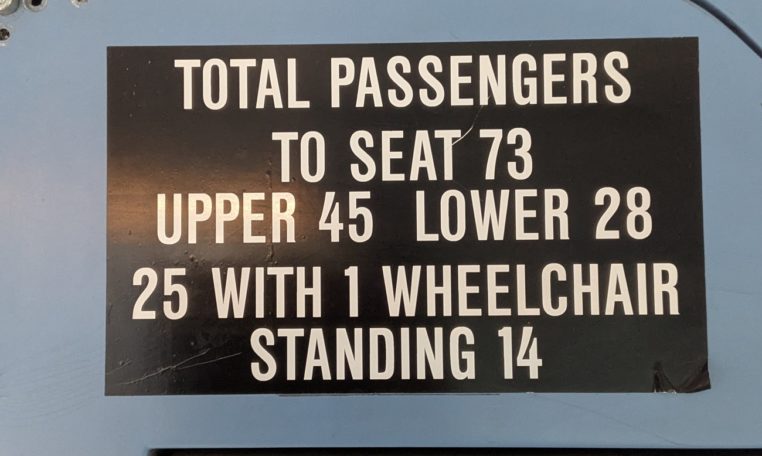 TOTAL PASSENGERS
TO SEAT 73
UPPER 45 LOWER 28
25 WITH 1 WHEELCHAIR
STANDING 14